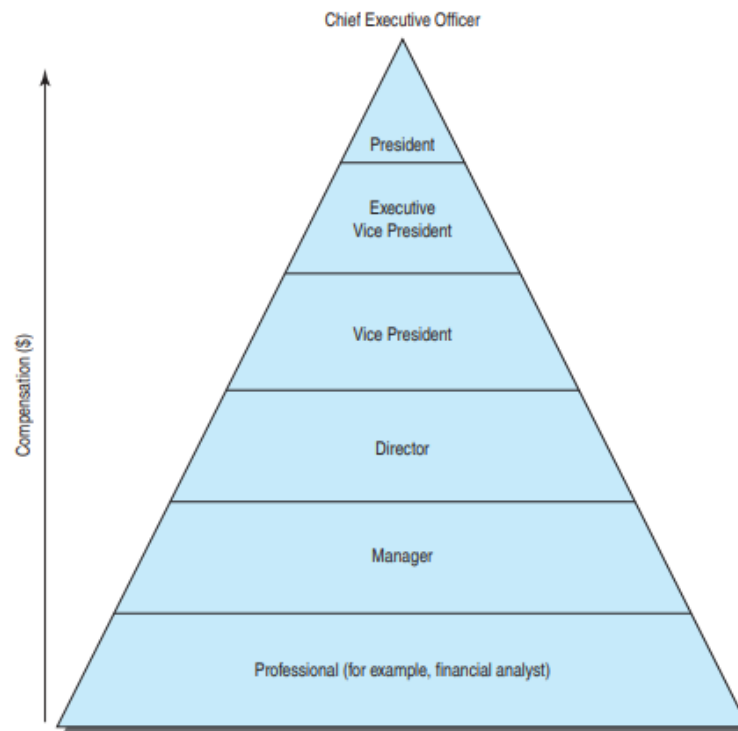 Chief Executive Officer
President
Executive
Vice President
Vice President
Compensation ($)
Director
Manager
Professional (for example, financial analyst)